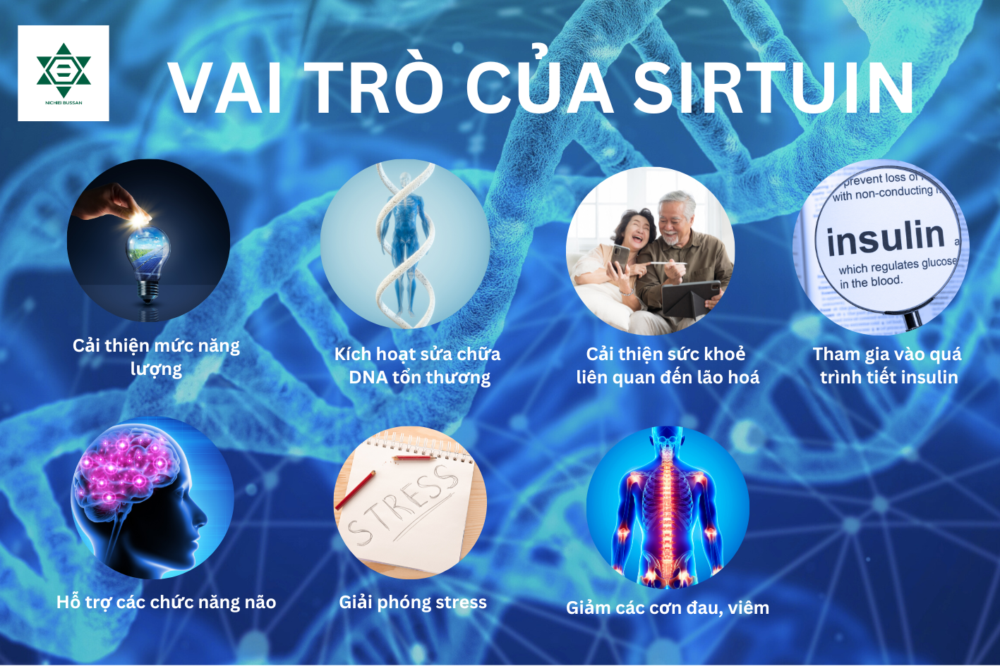 NICHIEI BUSSAN
VAI TRÒ CỦA SIRTUIN
prevent loss of
with non-conducting
insulin
which regulates glucose
in the blood.
Cải thiện mức năng
lượng
Kích hoạt sửa chữa
DNA tổn thương
Cải thiện sức khoẻ
liên quan đến lão hoá
Tham gia vào quá
trình tiết insulin
STRESS
Hỗ trợ các chức năng não
Giải phóng stress
Giảm các cơn đau, viêm